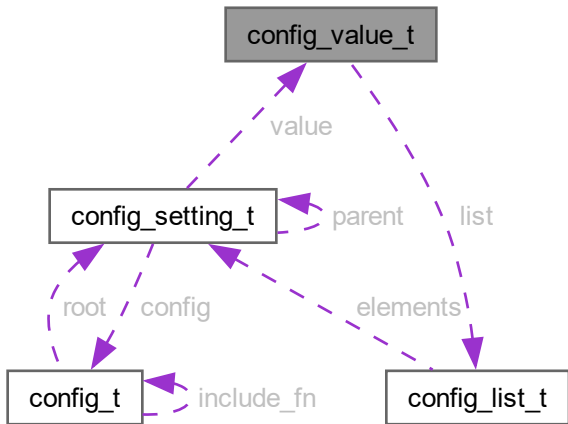 config_value_t
value
config_setting_t
parent
list
root
config
elements
config_t
include_fn
config_list_t